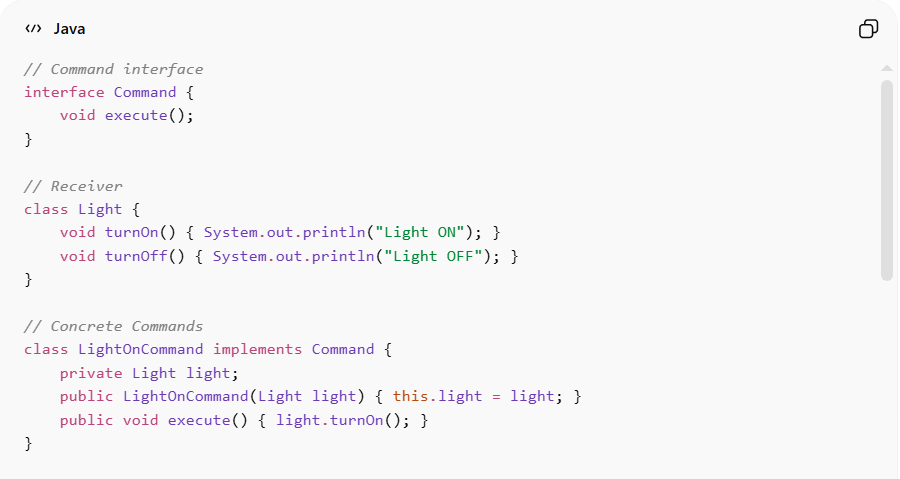 Java
// Command interface
interface Command {
    void execute();
}

// Receiver
class Light {
    void turnOn() { System.out.println("Light ON"); }
    void turnOff() { System.out.println("Light OFF"); }
}

// Concrete Commands
class LightOnCommand implements Command {
    private Light light;
    public LightOnCommand(Light light) { this.light = light; }
    public void execute() { light.turnOn(); }
}